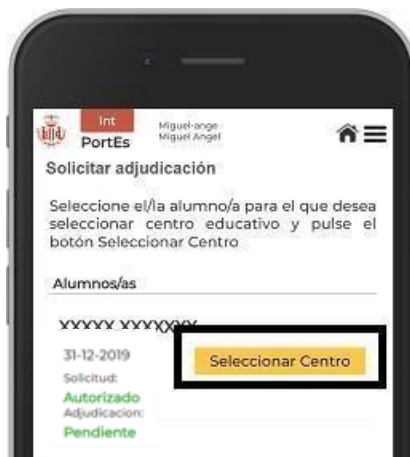 Int
PortEs
Miguel-ange
Miguel Angel
Solicitar adjudicación
Seleccione el/la alumno/a para el que desea
seleccionar centro educativo y pulse el
botón Seleccionar Centro
Alumnos/as
XXXXX XXXXXXX
31-12-2019
Seleccionar Centro
Solicitud:
Autorizado
Adjudicacion:
Pendiente